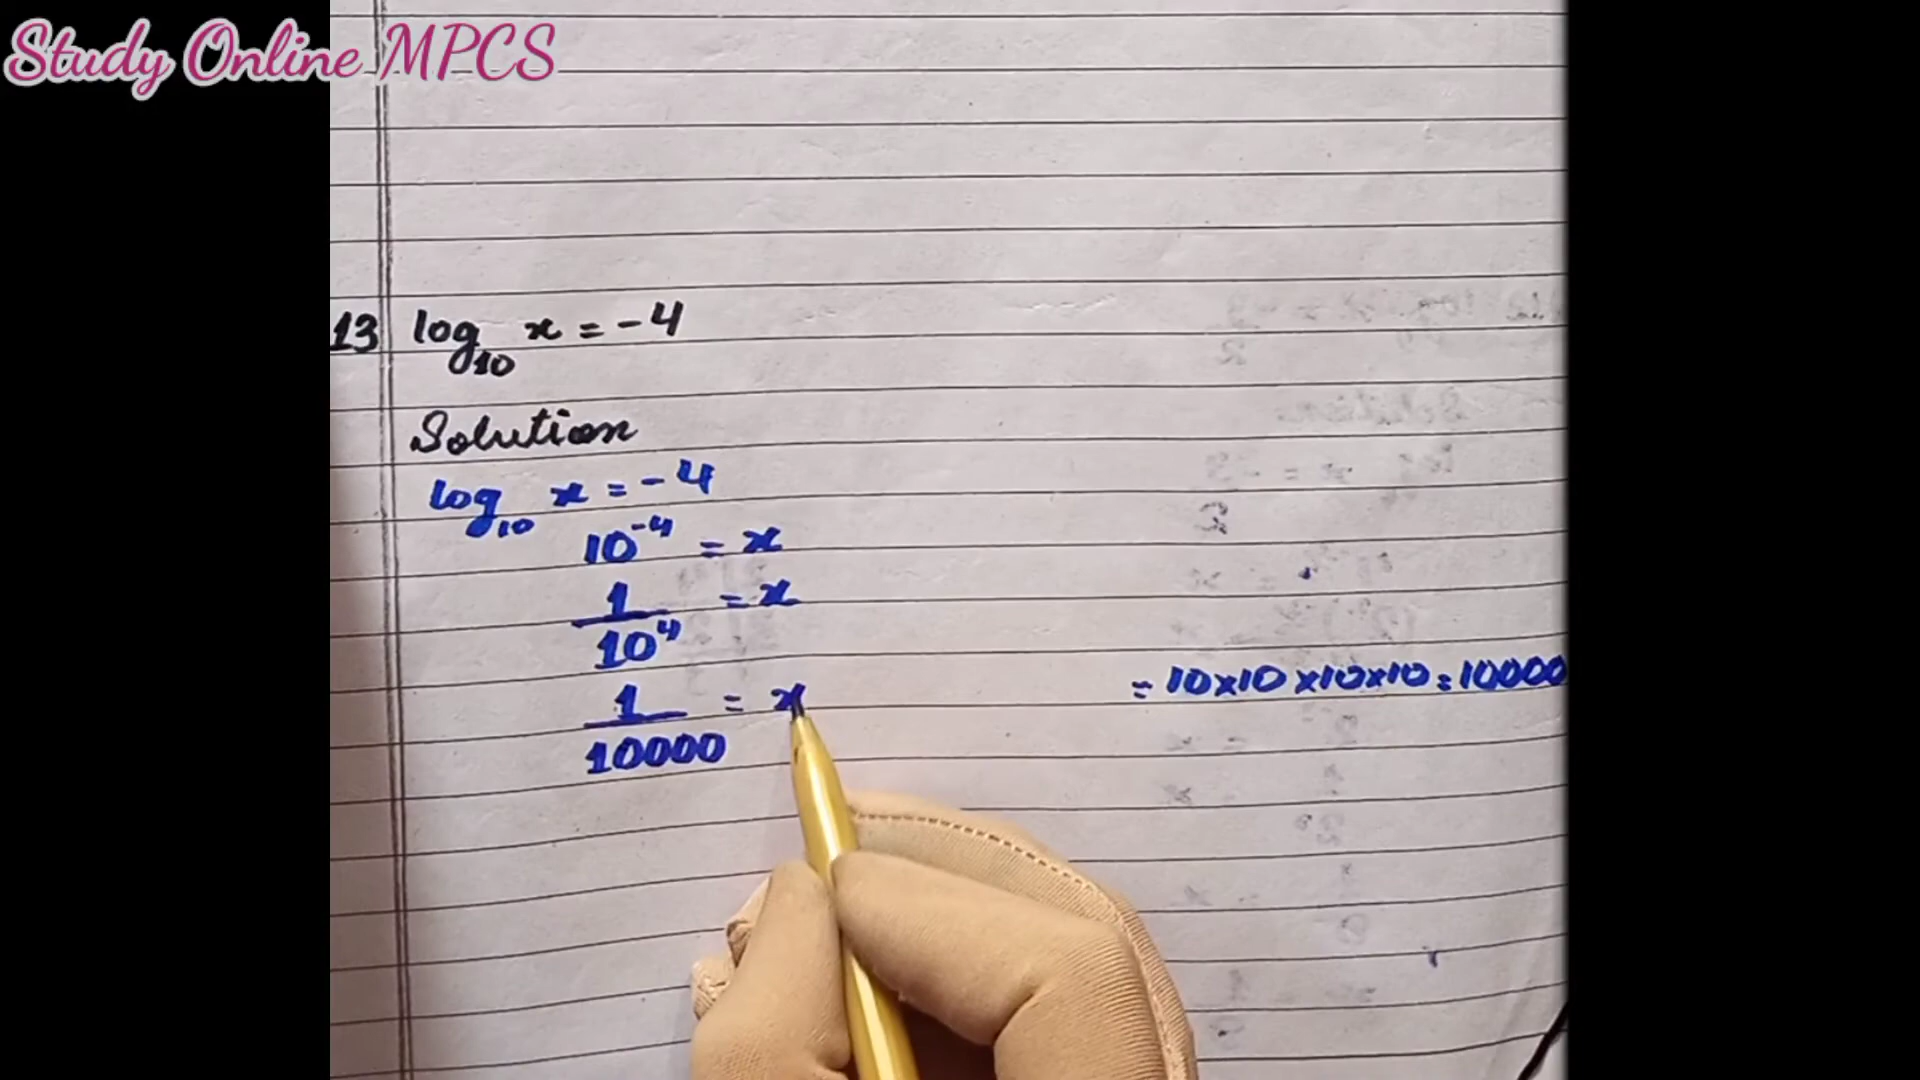 Study Online MPCS
13 log₁₀ x = -4
Solution
log₁₀ x = -4
10⁻⁴ = x
1/10⁴ = x
= 10×10×10×10 = 10000
1/10000 = x